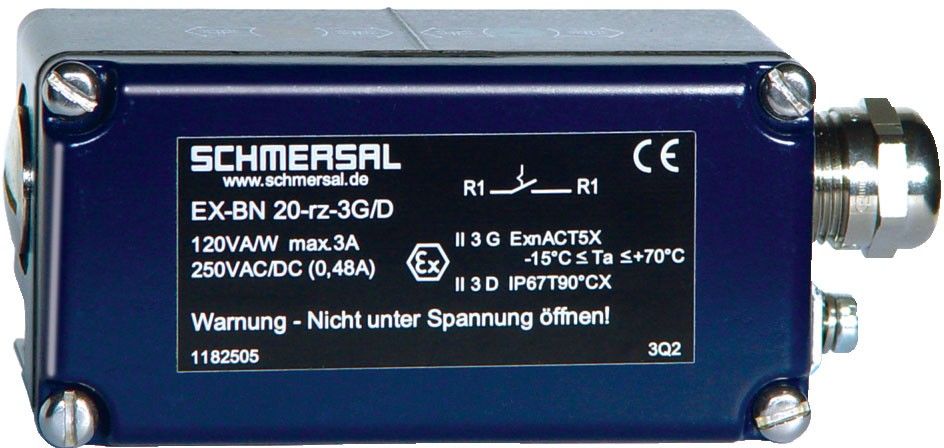 SCHMERSAL
www.schmersal.de
EX-BN 20-rz-3G/D
R1 R1
CE
120VA/W max.3A
250VAC/DC (0,48A)
Ex
II 3 G ExnACT5X
-15°C ≤ Ta ≤+70°C
II 3 D IP67T90°CX
Warnung - Nicht unter Spannung öffnen!
1182505
3Q2